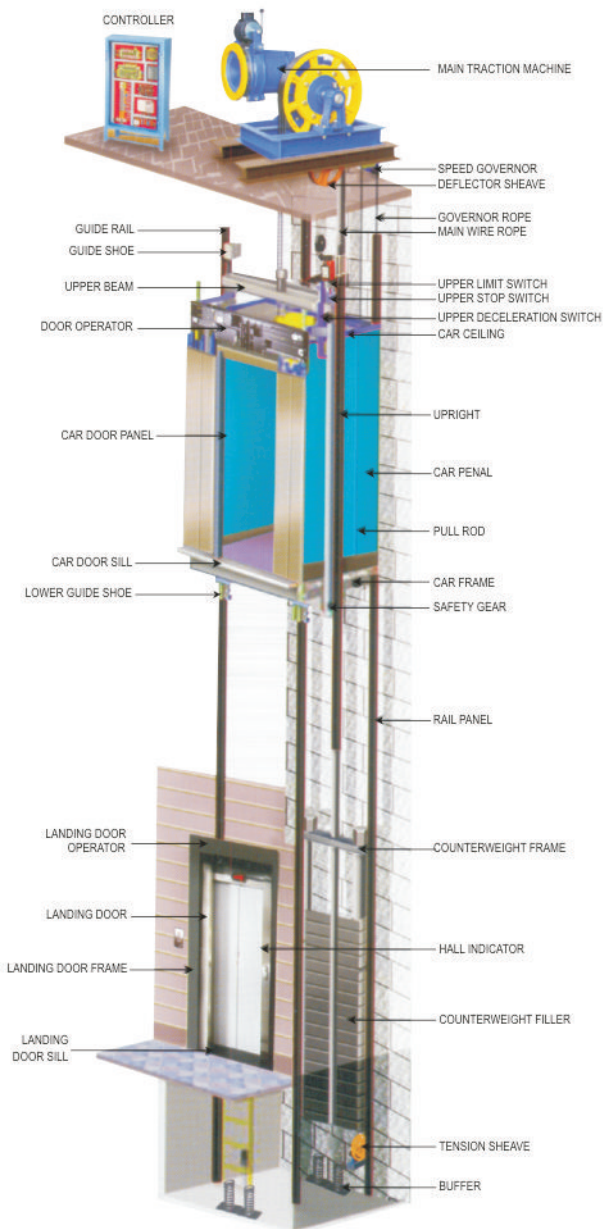 CONTROLLER
MAIN TRACTION MACHINE
SPEED GOVERNOR
DEFLECTOR SHEAVE
GOVERNOR ROPE
MAIN WIRE ROPE
GUIDE RAIL
GUIDE SHOE
UPPER BEAM
DOOR OPERATOR
UPPER LIMIT SWITCH
UPPER STOP SWITCH
UPPER DECELERATION SWITCH
CAR CEILING
UPRIGHT
CAR DOOR PANEL
CAR PENAL
PULL ROD
CAR DOOR SILL
LOWER GUIDE SHOE
CAR FRAME
SAFETY GEAR
RAIL PANEL
LANDING DOOR
OPERATOR
COUNTERWEIGHT FRAME
LANDING DOOR
LANDING DOOR FRAME
HALL INDICATOR
LANDING
DOOR SILL
COUNTERWEIGHT FILLER
TENSION SHEAVE
BUFFER